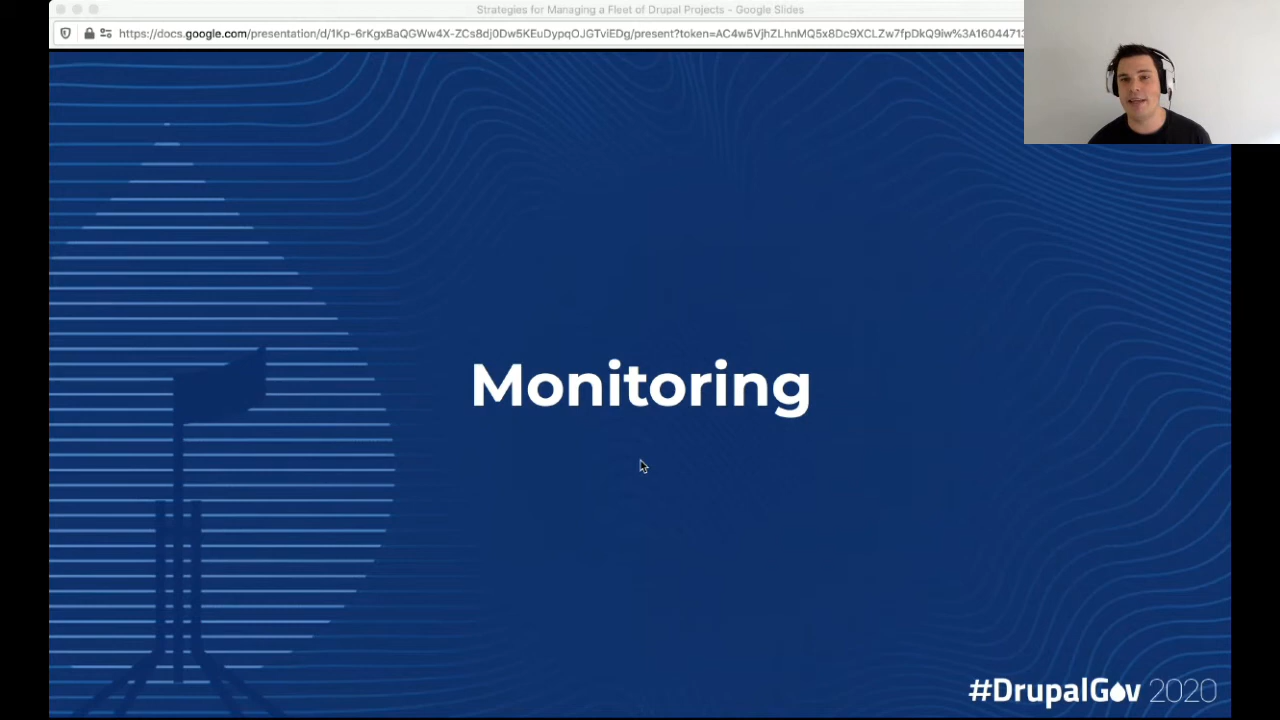 Strategies for Managing a Fleet of Drupal Projects - Google Slides
https://docs.google.com/presentation/d/1Kp-6rKgxBaQGWw4X-ZCs8dj0Dw5KEuDypqOJGTviEDg/present?token=AC4w5VjhZLhnMQ5x8Dc9XCLZw7fpDkQ9iw%3A16044713
Monitoring
#DrupalGov 2020